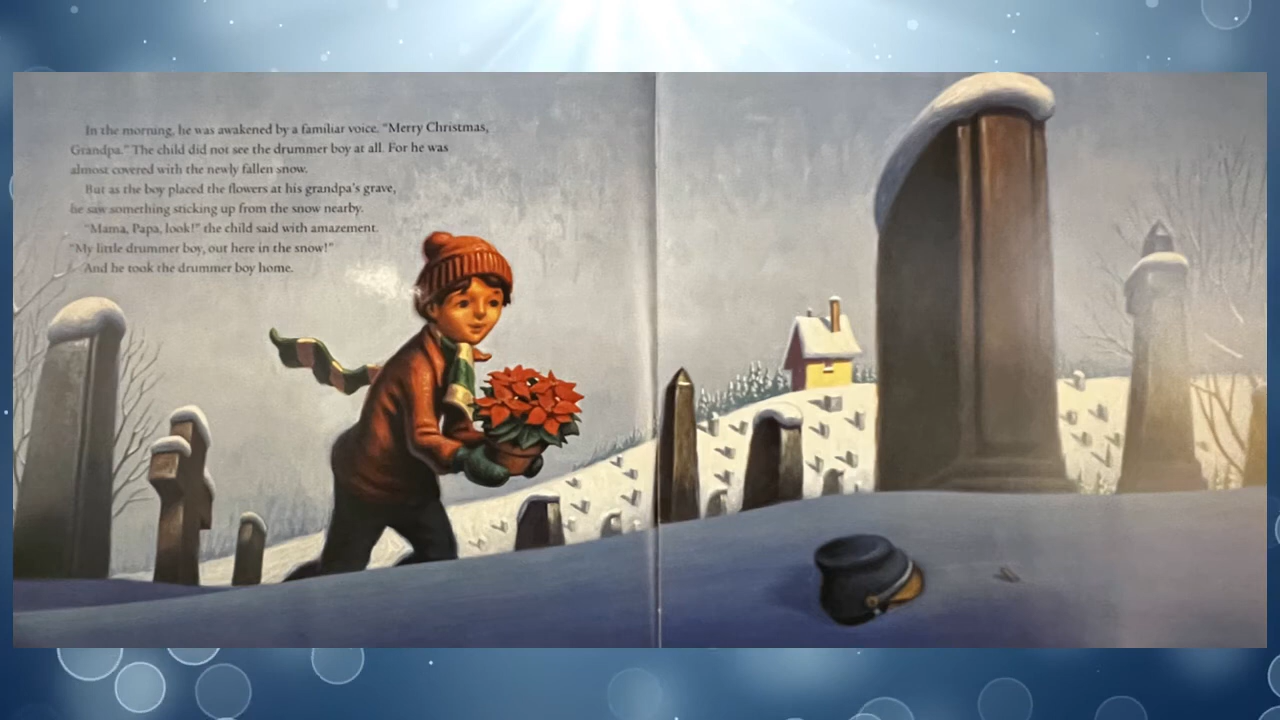 In the morning, he was awakened by a familiar voice. “Merry Christmas,
Grandpa.” The child did not see the drummer boy at all. For he was
almost covered with the newly fallen snow.
But as the boy placed the flowers at his grandpa’s grave,
he saw something sticking up from the snow nearby.
“Mama, Papa, look!” the child said with amazement.
“My little drummer boy, out here in the snow!”
And he took the drummer boy home.